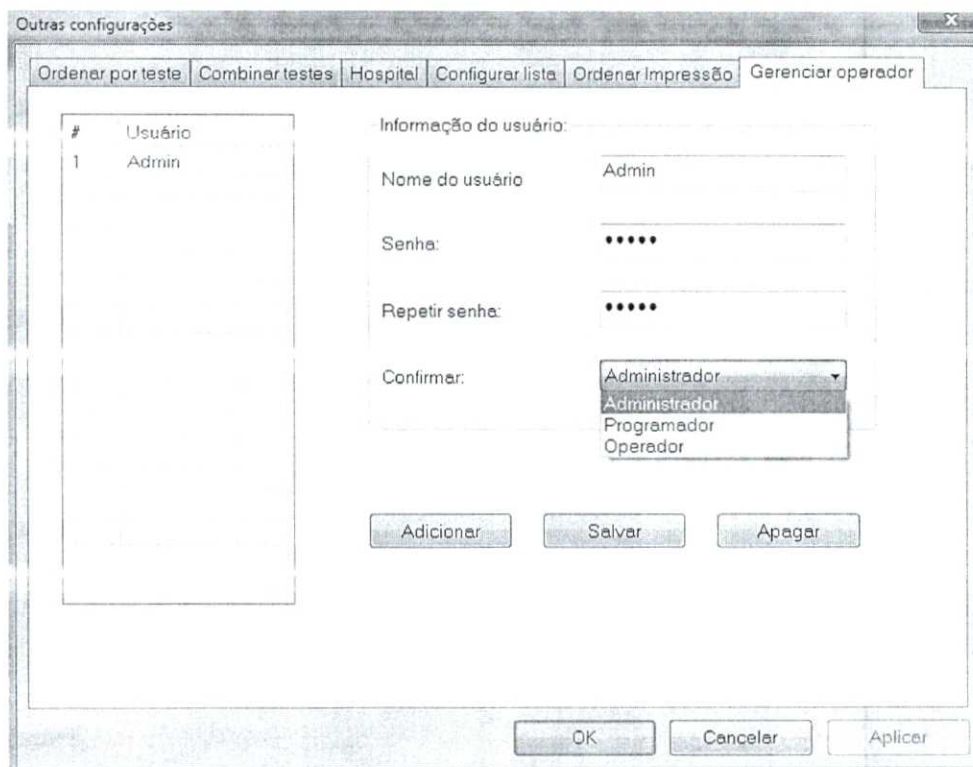 Outras configurações
Ordenar por teste Combinar testes Hospital Configurar lista Ordenar Impressão Gerenciar operador
# Usuário
1 Admin
Informação do usuário:
Nome do usuário Admin
Senha: •••••
Repetir senha: •••••
Confirmar: Administrador
Administrador
Programador
Operador
Adicionar Salvar Apagar
OK Cancelar Aplicar